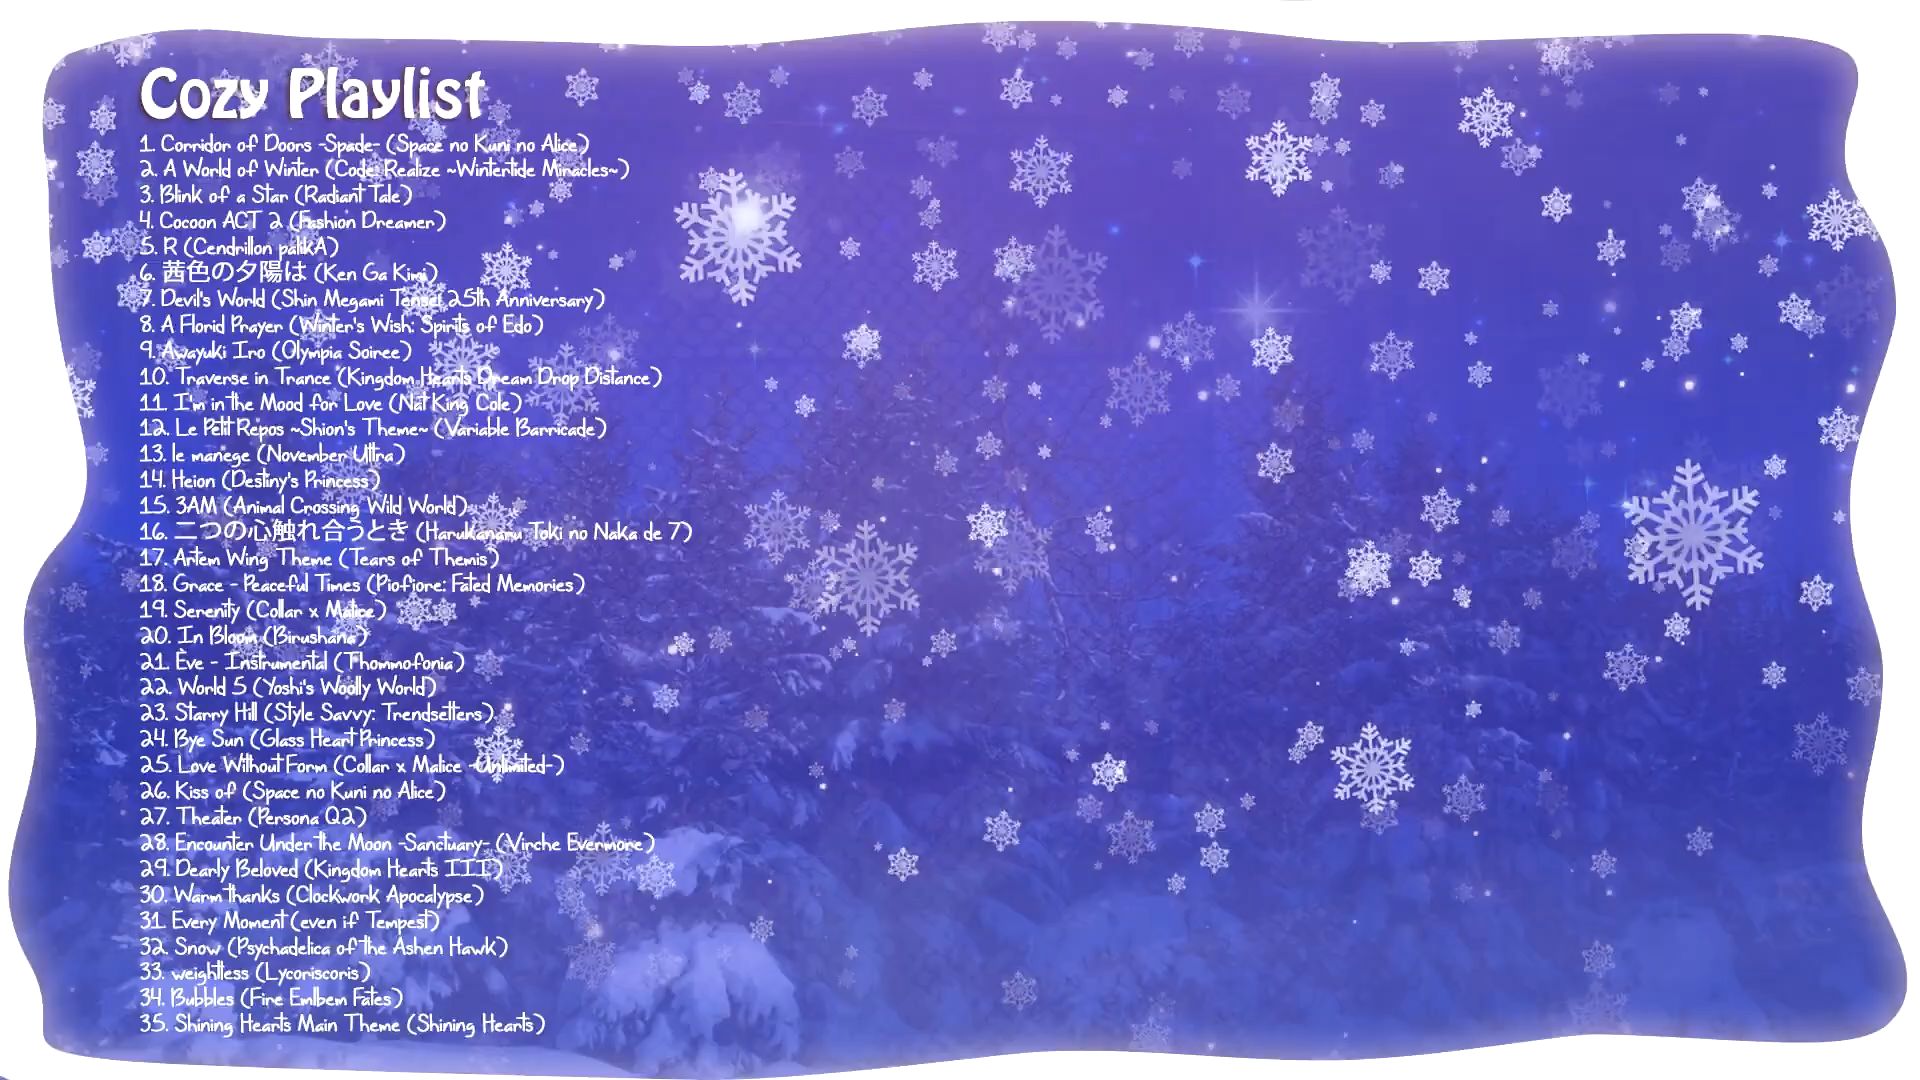 Cozy Playlist
1. Corridor of Doors -Spade- (Space no Kuni no Alice)
2. A World of Winter (Code: Realize ~Wintertide Miracles~)
3. Blink of a Star (Radiant Tale)
4. Cocoon ACT 2 (Fashion Dreamer)
5. R (Cendrillon palikA)
6. 茜色の夕陽は (Ken Ga Kimi)
7. Devil's World (Shin Megami Tensei 25th Anniversary)
8. A Florid Prayer (Winter's Wish: Spirits of Edo)
9. Awayuki Iro (Olympia Soiree)
10. Traverse in Trance (Kingdom Hearts Dream Drop Distance)
11. I'm in the Mood for Love (Nat King Cole)
12. Le Petit Repos ~Shion's Theme~ (Variable Barricade)
13. le manege (November Ultra)
14. Heion (Destiny's Princess)
15. 3AM (Animal Crossing Wild World)
16. 二つの心触れ合うとき (Harukanaru Toki no Naka de 7)
17. Artem Wing Theme (Tears of Themis)
18. Grace - Peaceful Times (Piofiore: Fated Memories)
19. Serenity (Collar x Malice)
20. In Bloom (Birushana)
21. Ève - Instrumental (Thommofonia)
22. World 5 (Yoshi's Woolly World)
23. Starry Hill (Style Savvy: Trendsetters)
24. Bye Sun (Glass Heart Princess)
25. Love Without Form (Collar x Malice -Unlimited-)
26. Kiss of (Space no Kuni no Alice)
27. Theater (Persona Q2)
28. Encounter Under the Moon -Sanctuary- (Virche Evermore)
29. Dearly Beloved (Kingdom Hearts III)
30. Warm thanks (Clockwork Apocalypse)
31. Every Moment (even if Tempest)
32. Snow (Psychadelica of the Ashen Hawk)
33. weightless (Lycoriscoris)
34. Bubbles (Fire Emlbem Fates)
35. Shining Hearts Main Theme (Shining Hearts)